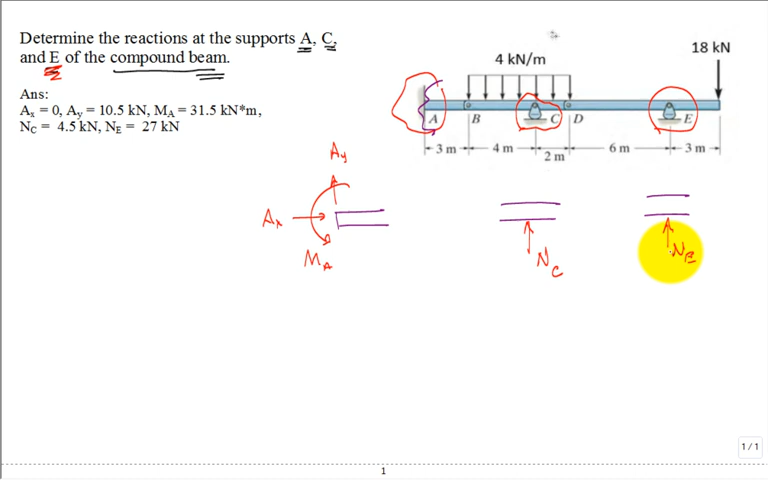 Determine the reactions at the supports A, C,
and E of the compound beam.
Ans:
Ax = 0, Ay = 10.5 kN, MA = 31.5 kN*m,
NC = 4.5 kN, NE = 27 kN
18 kN
4 kN/m
A B C D E
3 m 4 m 2 m 6 m 3 m
Ay
Ax
MA
NC
NE
1 / 1
1